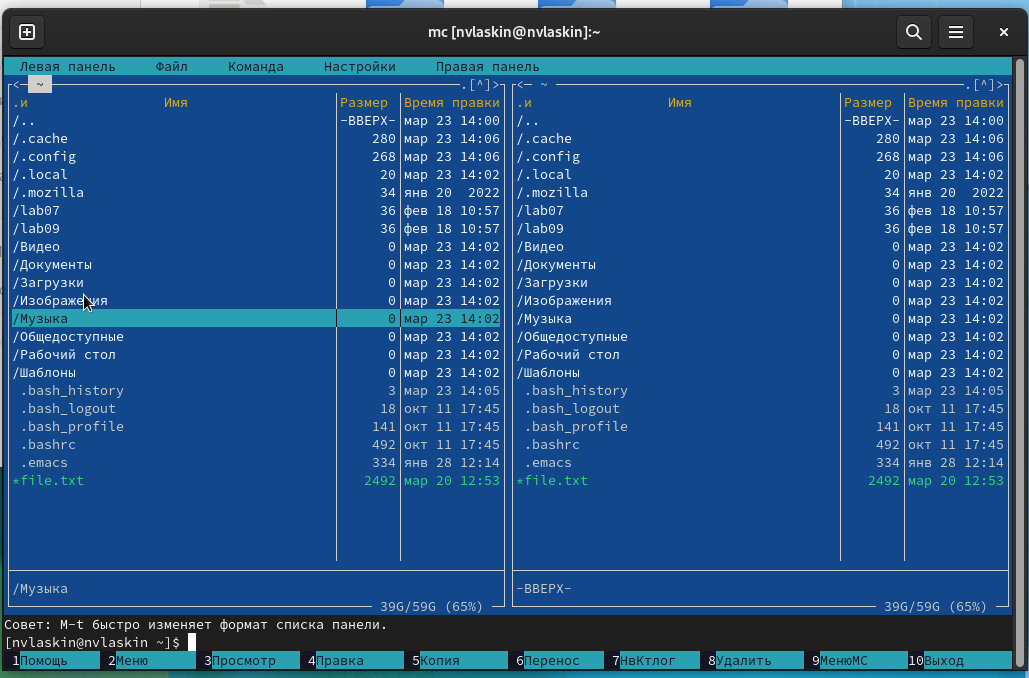 mc [nvlaskin@nvlaskin]:~
Левая панель Файл Команда Настройки Правая панель
<— ~ .[^]> <— ~ .[^]>
.и Имя Размер Время правки .и Имя Размер Время правки
/.. -ВВЕРХ- мар 23 14:00 /.. -ВВЕРХ- мар 23 14:00
/.cache 280 мар 23 14:06 /.cache 280 мар 23 14:06
/.config 268 мар 23 14:06 /.config 268 мар 23 14:06
/.local 20 мар 23 14:02 /.local 20 мар 23 14:02
/.mozilla 34 янв 20 2022 /.mozilla 34 янв 20 2022
/lab07 36 фев 18 10:57 /lab07 36 фев 18 10:57
/lab09 36 фев 18 10:57 /lab09 36 фев 18 10:57
/Видео 0 мар 23 14:02 /Видео 0 мар 23 14:02
/Документы 0 мар 23 14:02 /Документы 0 мар 23 14:02
/Загрузки 0 мар 23 14:02 /Загрузки 0 мар 23 14:02
/Изображения 0 мар 23 14:02 /Изображения 0 мар 23 14:02
/Музыка 0 мар 23 14:02 /Музыка 0 мар 23 14:02
/Общедоступные 0 мар 23 14:02 /Общедоступные 0 мар 23 14:02
/Рабочий стол 0 мар 23 14:02 /Рабочий стол 0 мар 23 14:02
/Шаблоны 0 мар 23 14:02 /Шаблоны 0 мар 23 14:02
.bash_history 3 мар 23 14:05 .bash_history 3 мар 23 14:05
.bash_logout 18 окт 11 17:45 .bash_logout 18 окт 11 17:45
.bash_profile 141 окт 11 17:45 .bash_profile 141 окт 11 17:45
.bashrc 492 окт 11 17:45 .bashrc 492 окт 11 17:45
.emacs 334 янв 28 12:14 .emacs 334 янв 28 12:14
*file.txt 2492 мар 20 12:53 *file.txt 2492 мар 20 12:53
/Музыка -ВВЕРХ-
39G/59G (65%) 39G/59G (65%)
Совет: M-t быстро изменяет формат списка панели.
[nvlaskin@nvlaskin ~]$
1Помощь 2Меню 3Просмотр 4Правка 5Копия 6Перенос 7НвКтлог 8Удалить 9МенюMC 10Выход